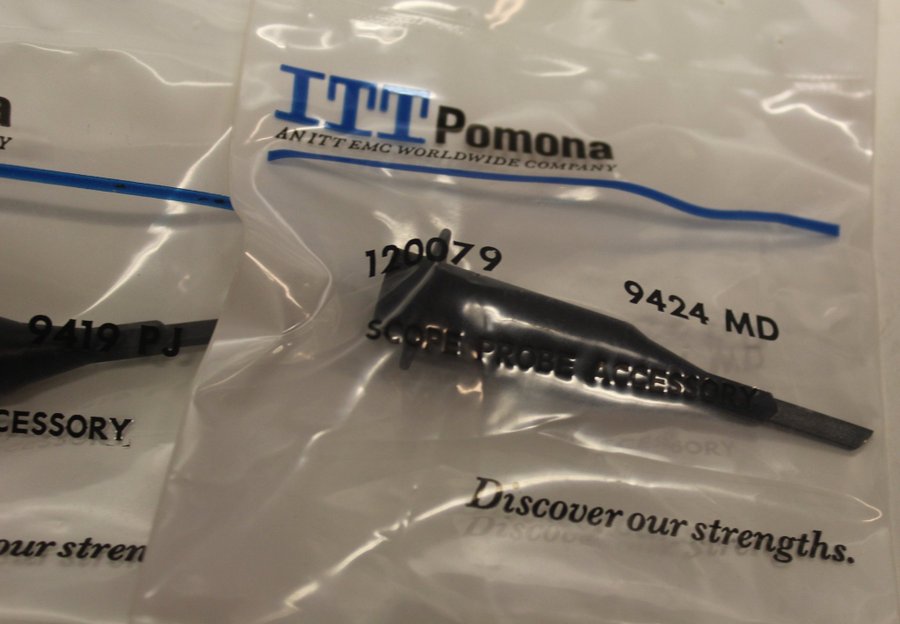 a
Y
9419 PJ
CESSORY
our stren
ITT Pomona
AN ITT EMC WORLDWIDE COMPANY
120079
9424 MD
SCOPE PROBE ACCESSORY
Discover our strengths.